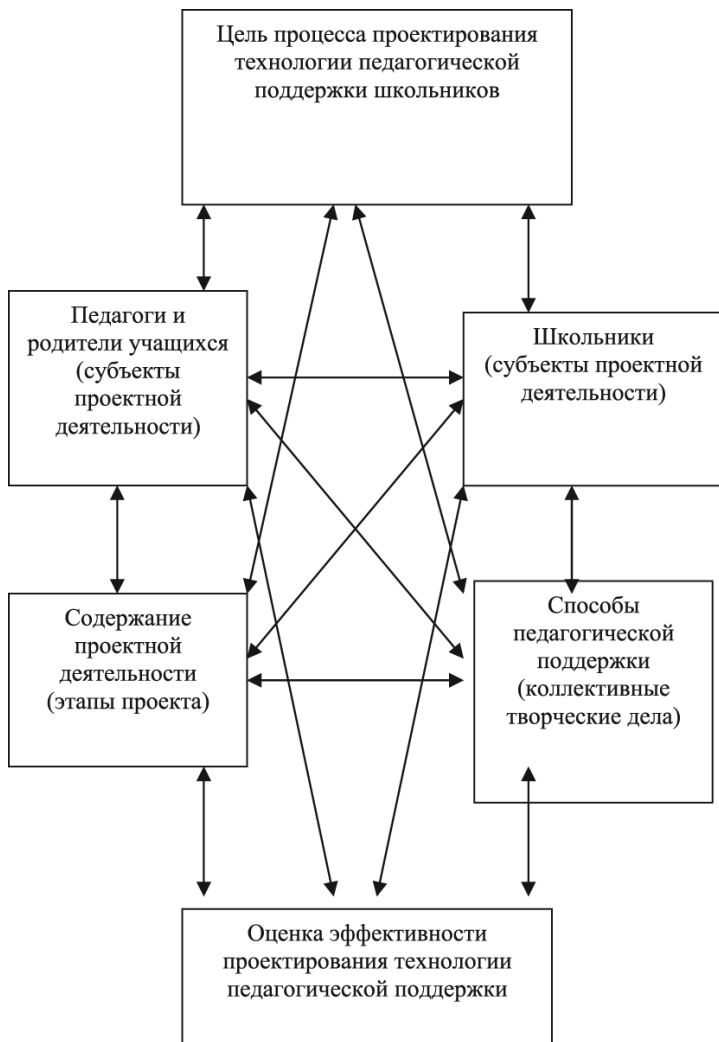 Цель процесса проектирования
технологии педагогической
поддержки школьников
Педагоги и
родители учащихся
(субъекты
проектной
деятельности)
Школьники
(субъекты проектной
деятельности)
Содержание
проектной
деятельности
(этапы проекта)
Способы
педагогической
поддержки
(коллективные
творческие дела)
Оценка эффективности
проектирования технологии
педагогической поддержки